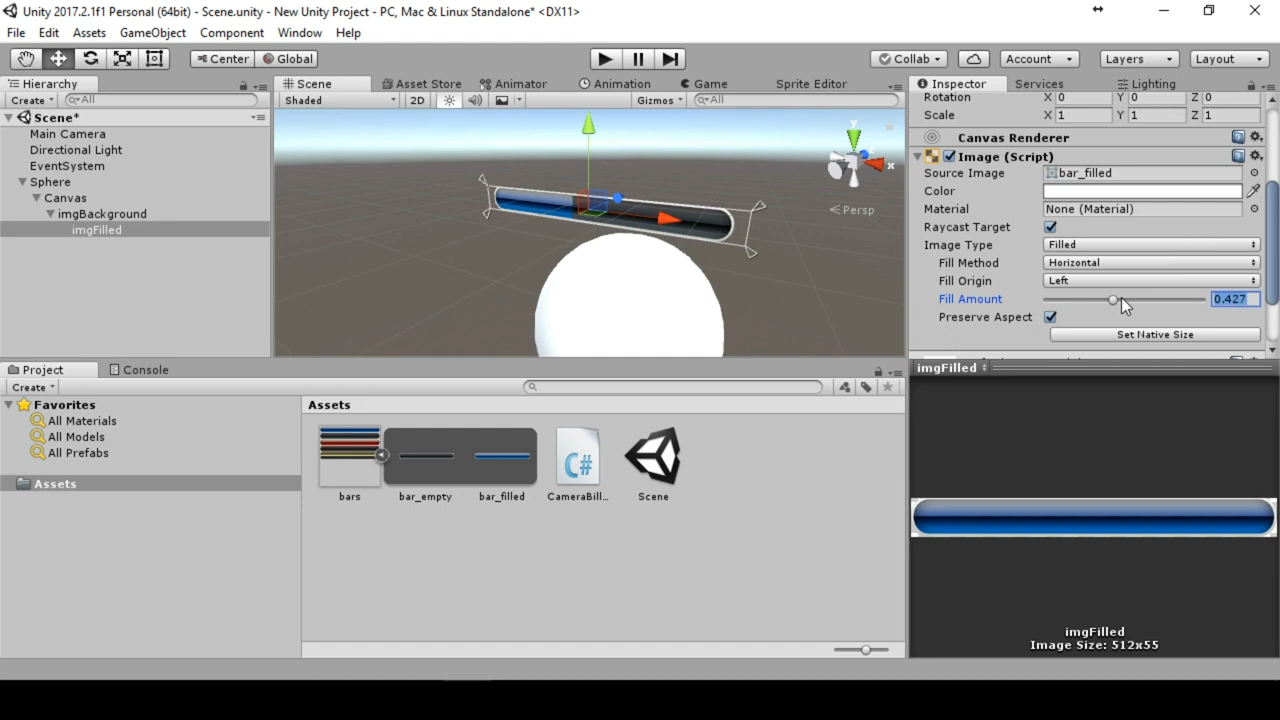 Unity 2017.2.1f1 Personal (64bit) - Scene.unity - New Unity Project - PC, Mac & Linux Standalone* <DX11>
File Edit Assets GameObject Component Window Help
Center Global Collab Account Layers Layout
Hierarchy
Create All
Scene*
Main Camera
Directional Light
EventSystem
Sphere
Canvas
imgBackground
imgFilled
Scene Asset Store Animator Animation Game Sprite Editor
Shaded 2D Gizmos All
y
x
Persp
Inspector Services Lighting
Rotation X 0 Y 0 Z 0
Scale X 1 Y 1 Z 1
Canvas Renderer
Image (Script)
Source Image bar_filled
Color
Material None (Material)
Raycast Target
Image Type Filled
Fill Method Horizontal
Fill Origin Left
Fill Amount 0.427
Preserve Aspect
Set Native Size
Project Console
Create
Favorites
All Materials
All Models
All Prefabs
Assets
Assets
C#
bars bar_empty bar_filled CameraBill... Scene
imgFilled
imgFilled
Image Size: 512x55